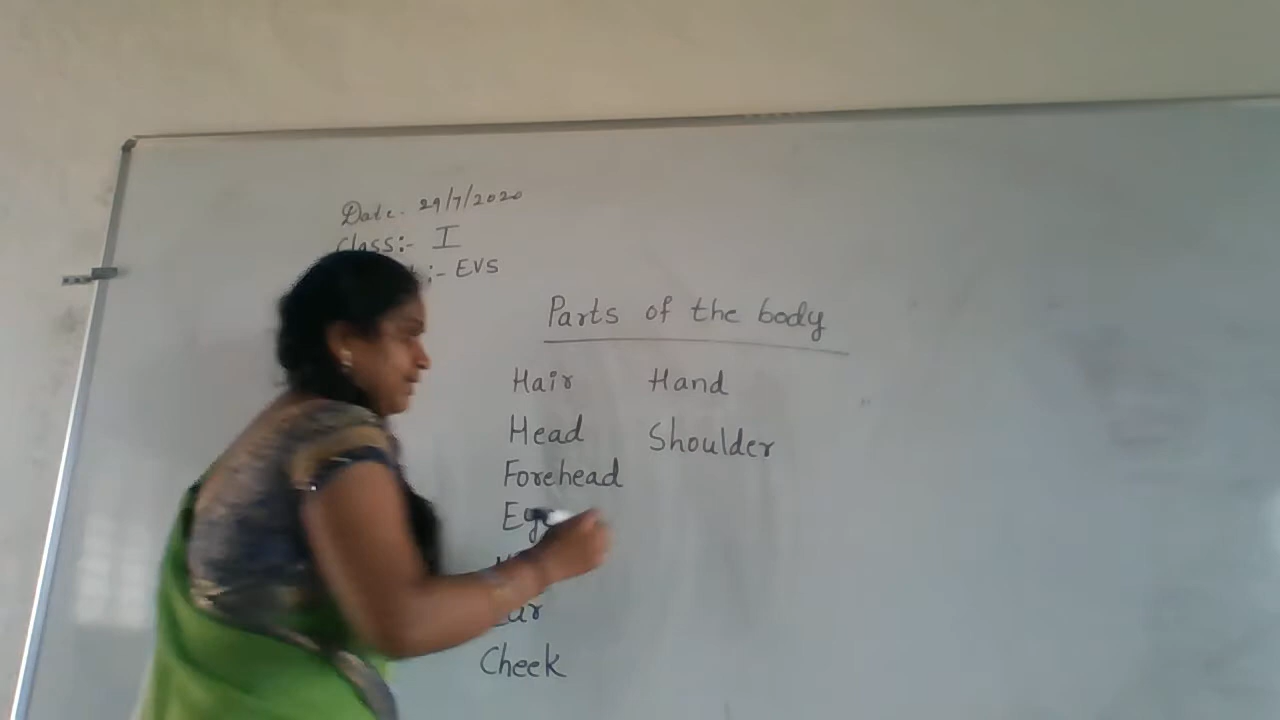 Date. 29/7/2020
Class:- I
:- EVS
Parts of the body
Hair Hand
Head Shoulder
Forehead
Cheek